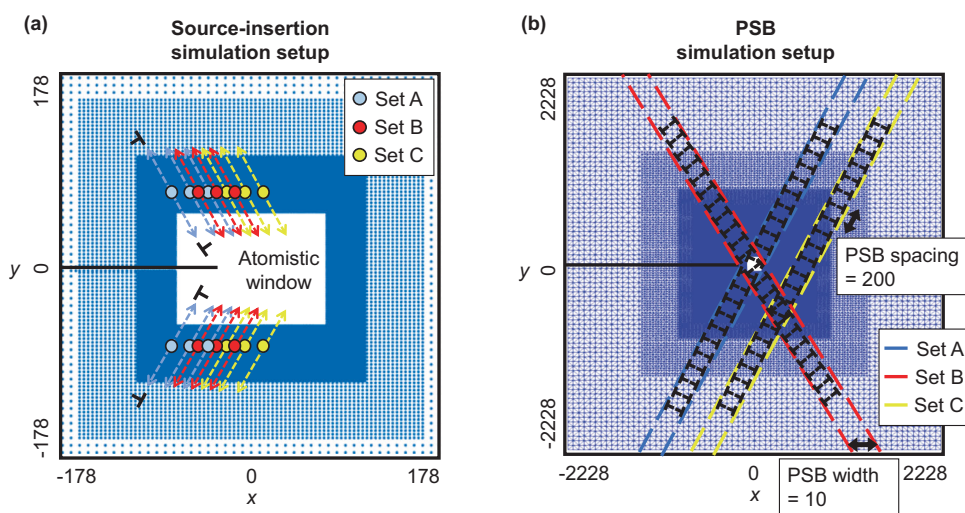 (a)
Source-insertion
simulation setup
178
y
0
-178
-178
0
178
x
Set A
Set B
Set C
Atomistic
window
(b)
PSB
simulation setup
2228
y
0
-2228
-2228
0
2228
x
PSB spacing
= 200
Set A
Set B
Set C
PSB width
= 10